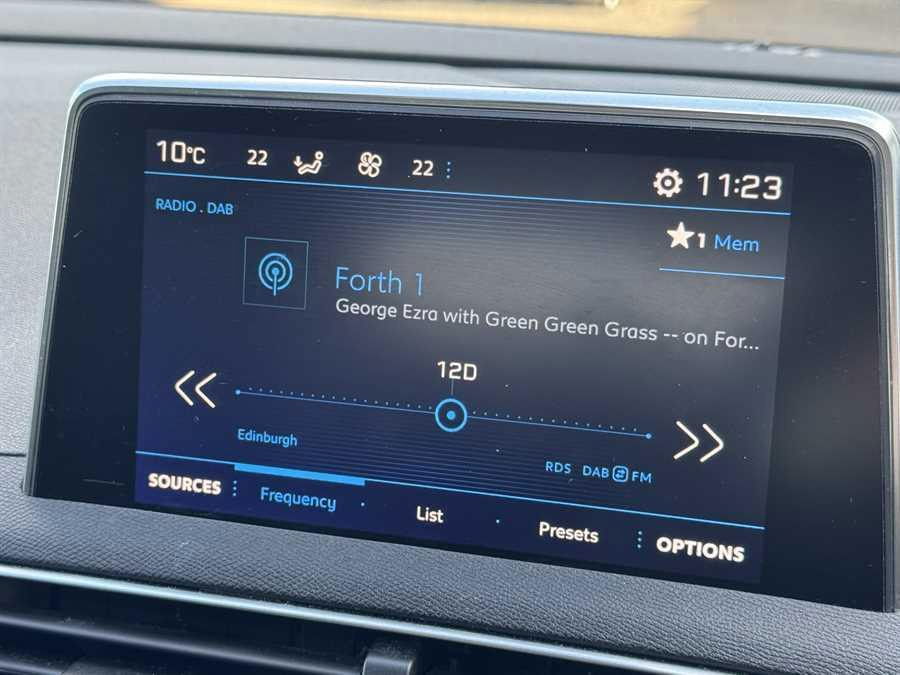 10°C 22 22 11:23
RADIO . DAB
1 Mem
Forth 1
George Ezra with Green Green Grass -- on For...
12D
Edinburgh
RDS DAB FM
SOURCES Frequency List Presets OPTIONS